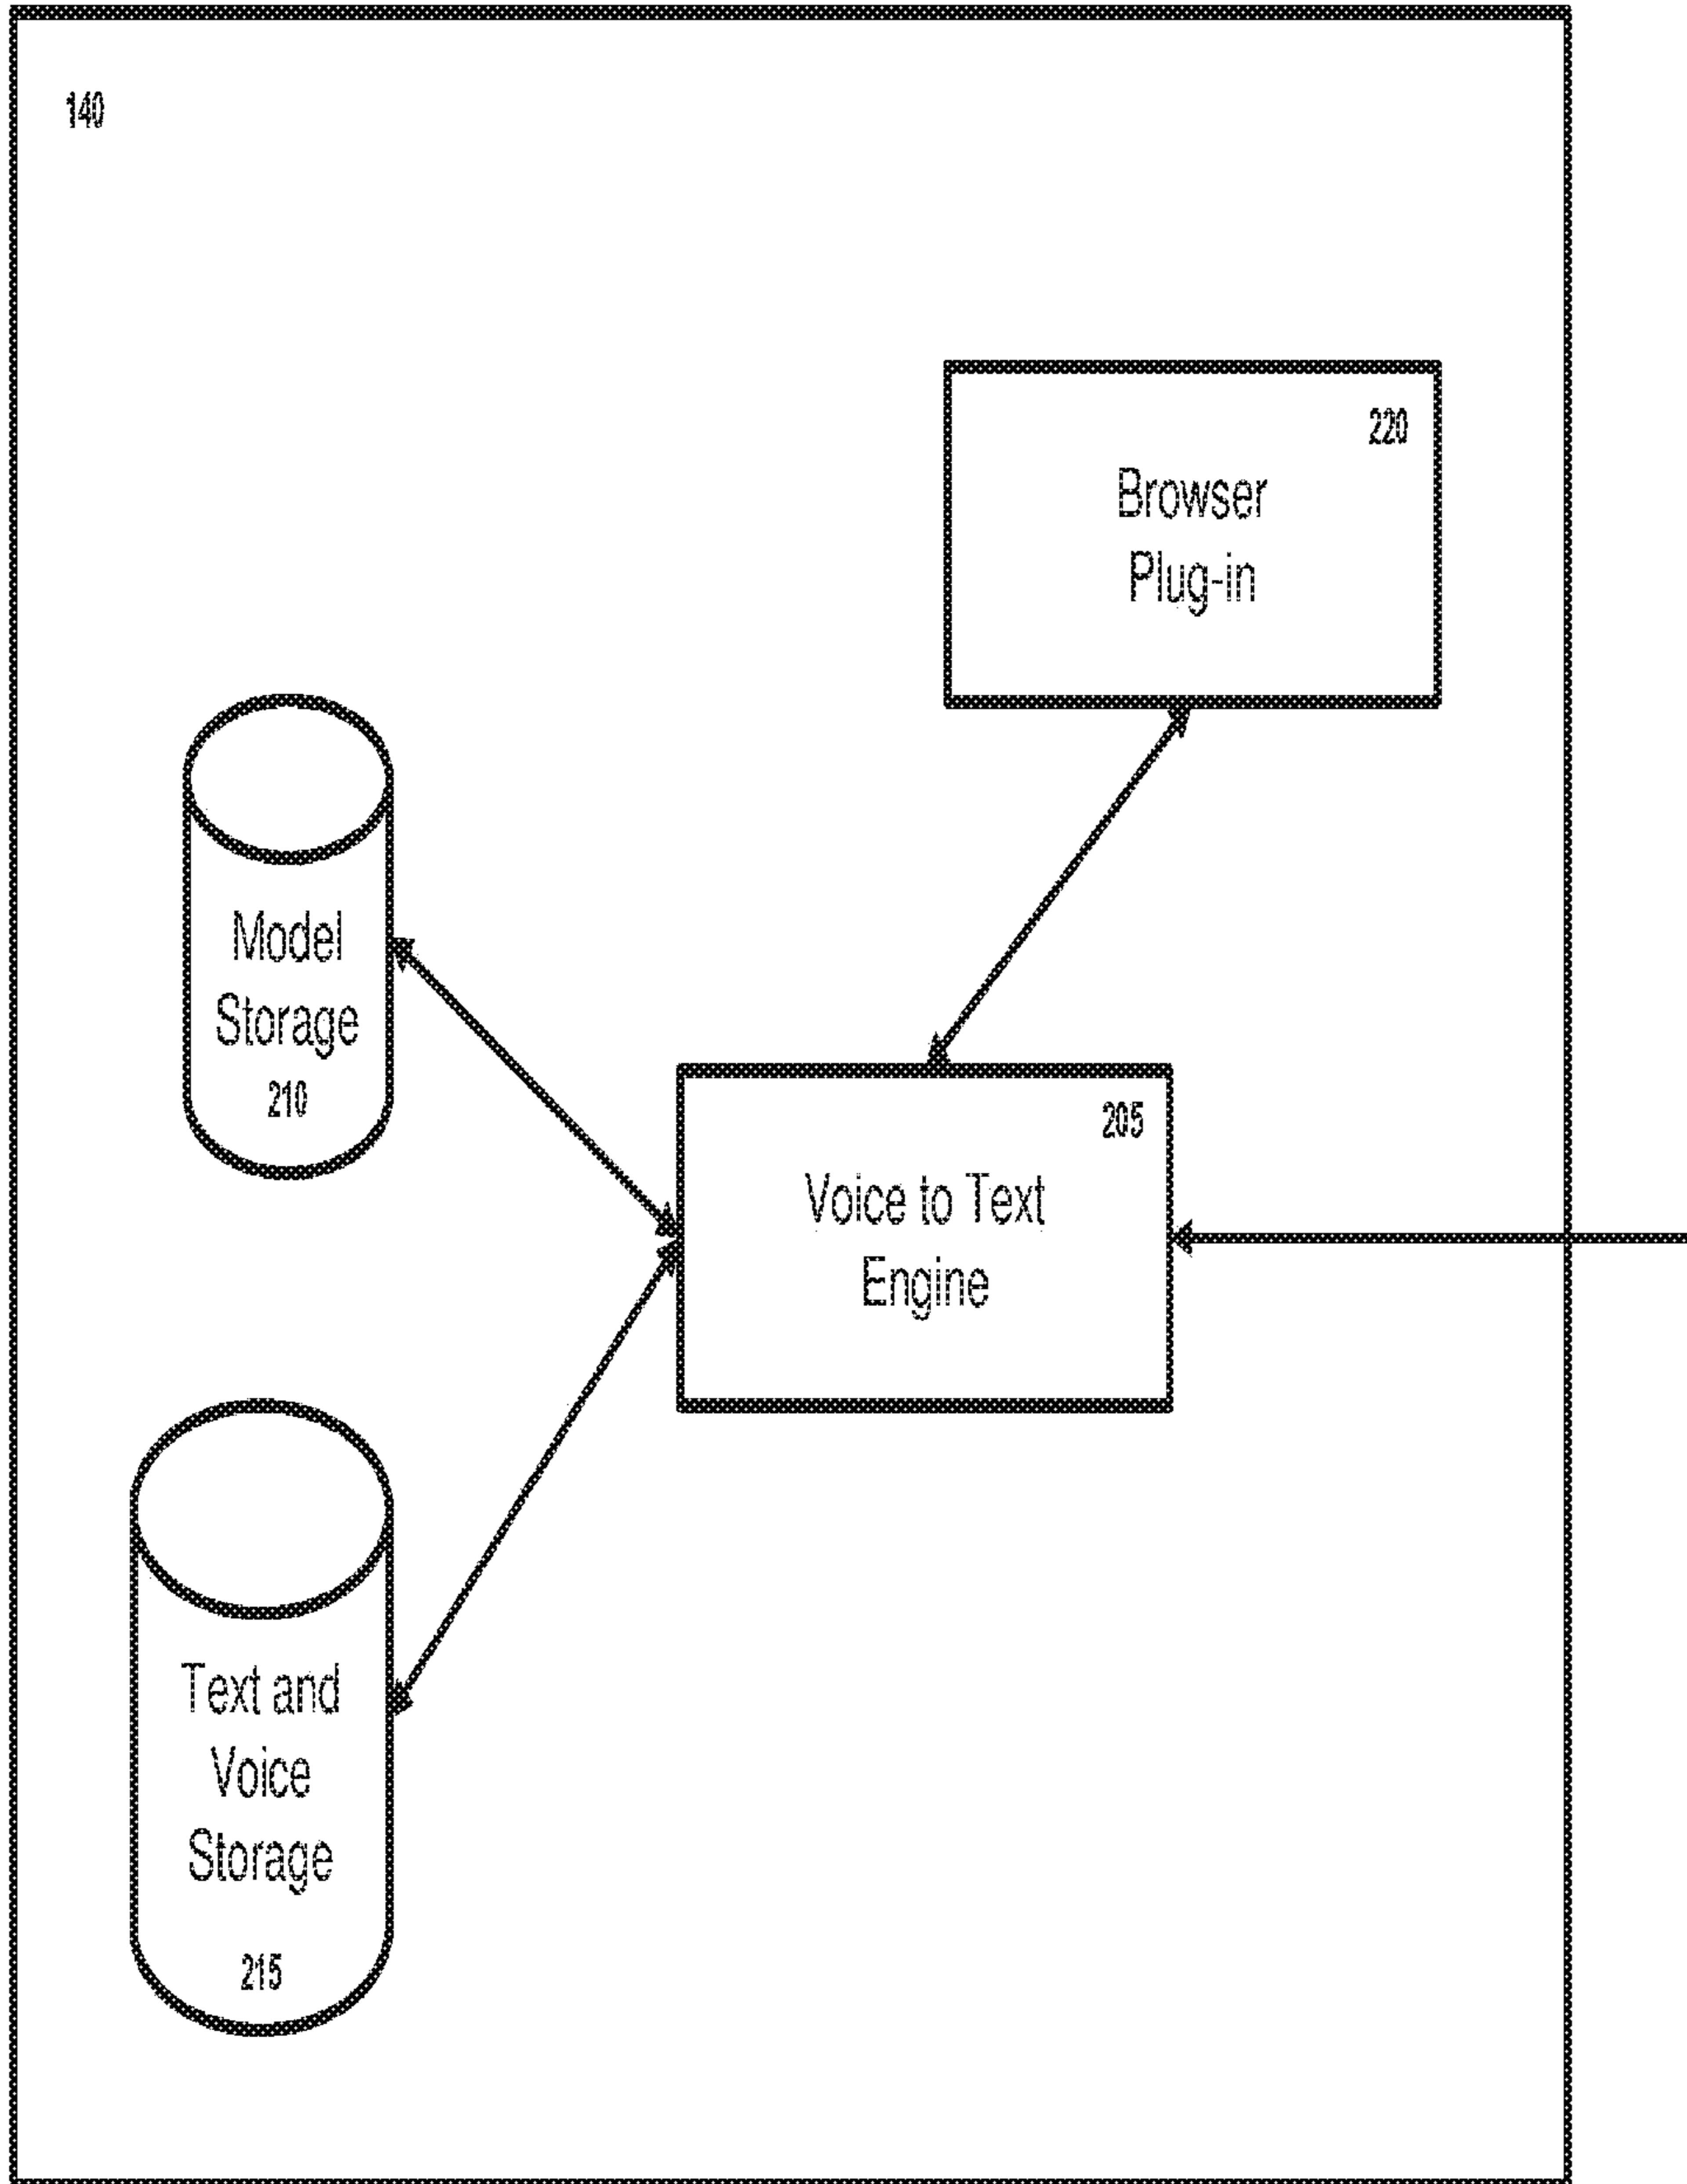 140
220
Browser
Plug-in
Model
Storage
210
205
Voice to Text
Engine
Text and
Voice
Storage
215